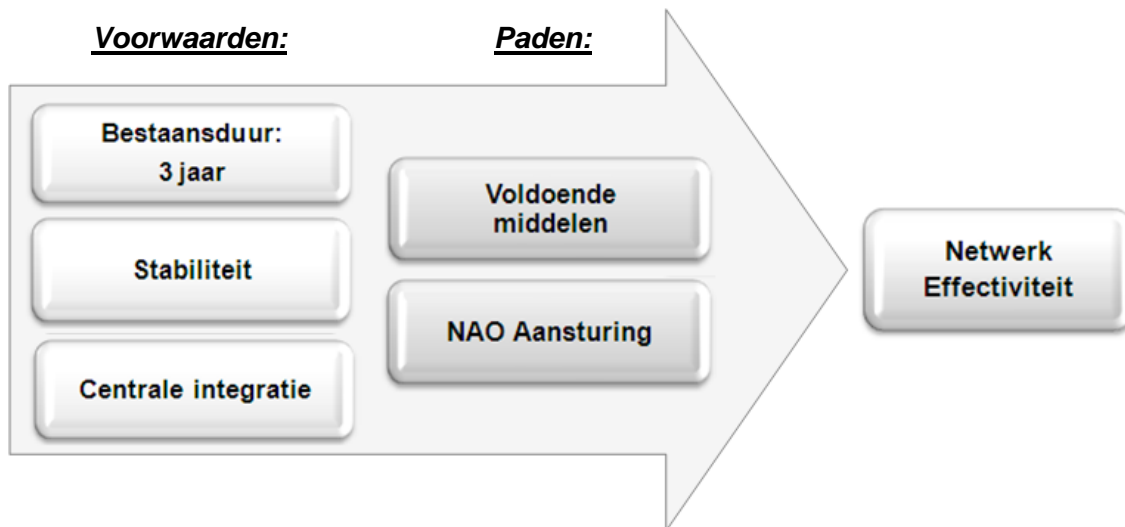 Voorwaarden:
Paden:
Bestaansduur:
3 jaar
Stabiliteit
Centrale integratie
Voldoende
middelen
NAO Aansturing
Netwerk
Effectiviteit